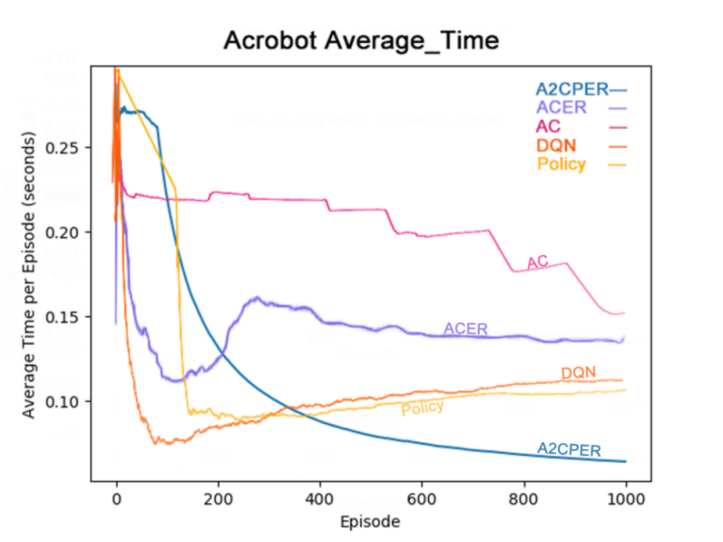 Acrobot Average_Time
A2CPER
ACER
AC
DQN
Policy
Average Time per Episode (seconds)
0.25
0.20
0.15
0.10
AC
ACER
DQN
Policy
A2CPER
0 200 400 600 800 1000
Episode